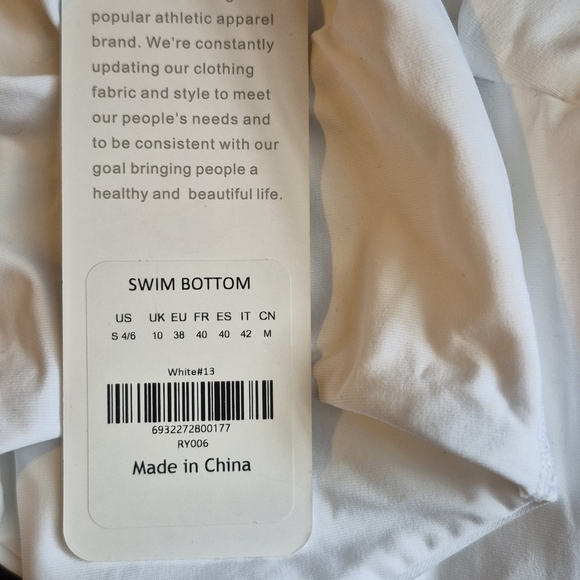 popular athletic apparel
brand. We're constantly
updating our clothing
fabric and style to meet
our people's needs and
to be consistent with our
goal bringing people a
healthy and beautiful life.
SWIM BOTTOM
US UK EU FR ES IT CN
S 4/6 10 38 40 40 42 M
White#13
6932272800177
RY006
Made in China